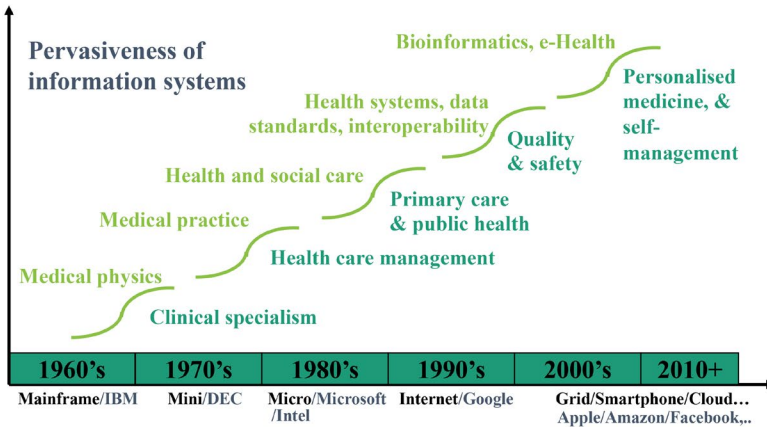 Pervasiveness of
information systems
Bioinformatics, e-Health
Personalised
medicine, &
self-
management
Health systems, data
standards, interoperability
Quality
& safety
Health and social care
Primary care
& public health
Medical practice
Health care management
Medical physics
Clinical specialism
1960's 1970's 1980's 1990's 2000's 2010+
Mainframe/IBM Mini/DEC Micro/Microsoft Internet/Google Grid/Smartphone/Cloud…
/Intel Apple/Amazon/Facebook,..